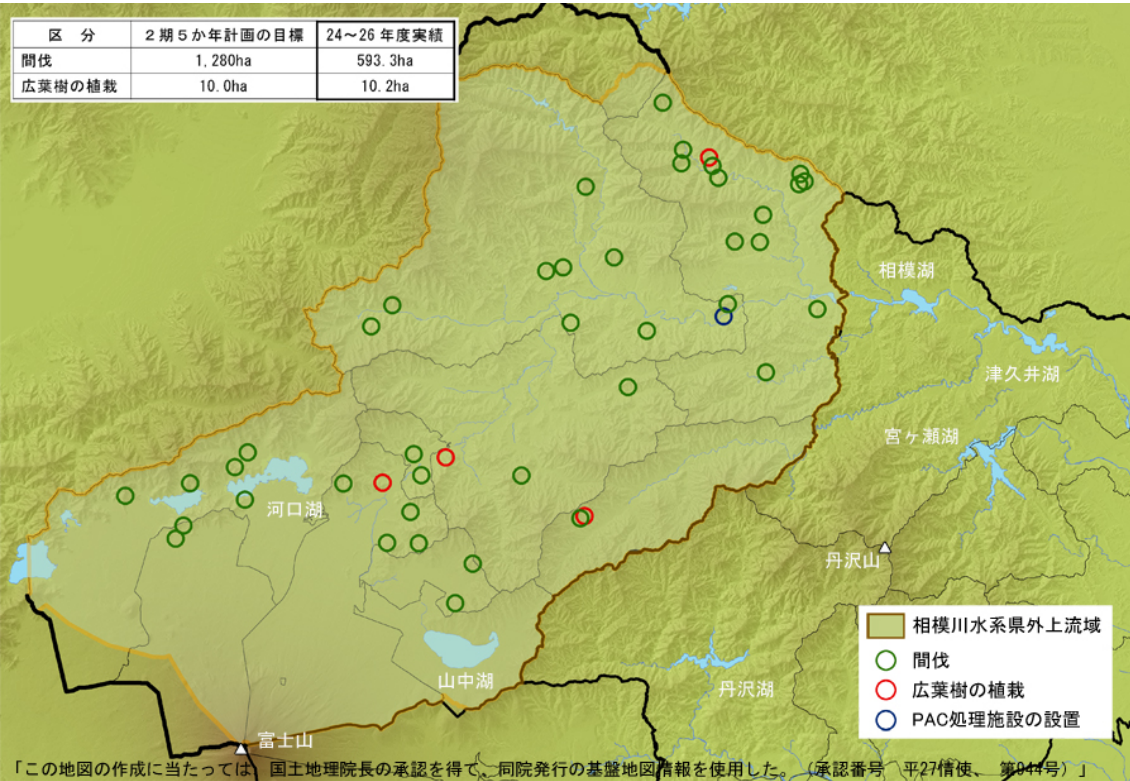 区 分 2期5か年計画の目標 24～26年度実績
間伐 1,280ha 593.3ha
広葉樹の植栽 10.0ha 10.2ha
相模湖
津久井湖
宮ヶ瀬湖
河口湖
丹沢山
相模川水系県外上流域
間伐
広葉樹の植栽
PAC処理施設の設置
山中湖
丹沢湖
富士山
「この地図の作成に当たっては、国土地理院長の承認を得て、同院発行の基盤地図情報を使用した。（承認番号 平27情使、 第044号）」